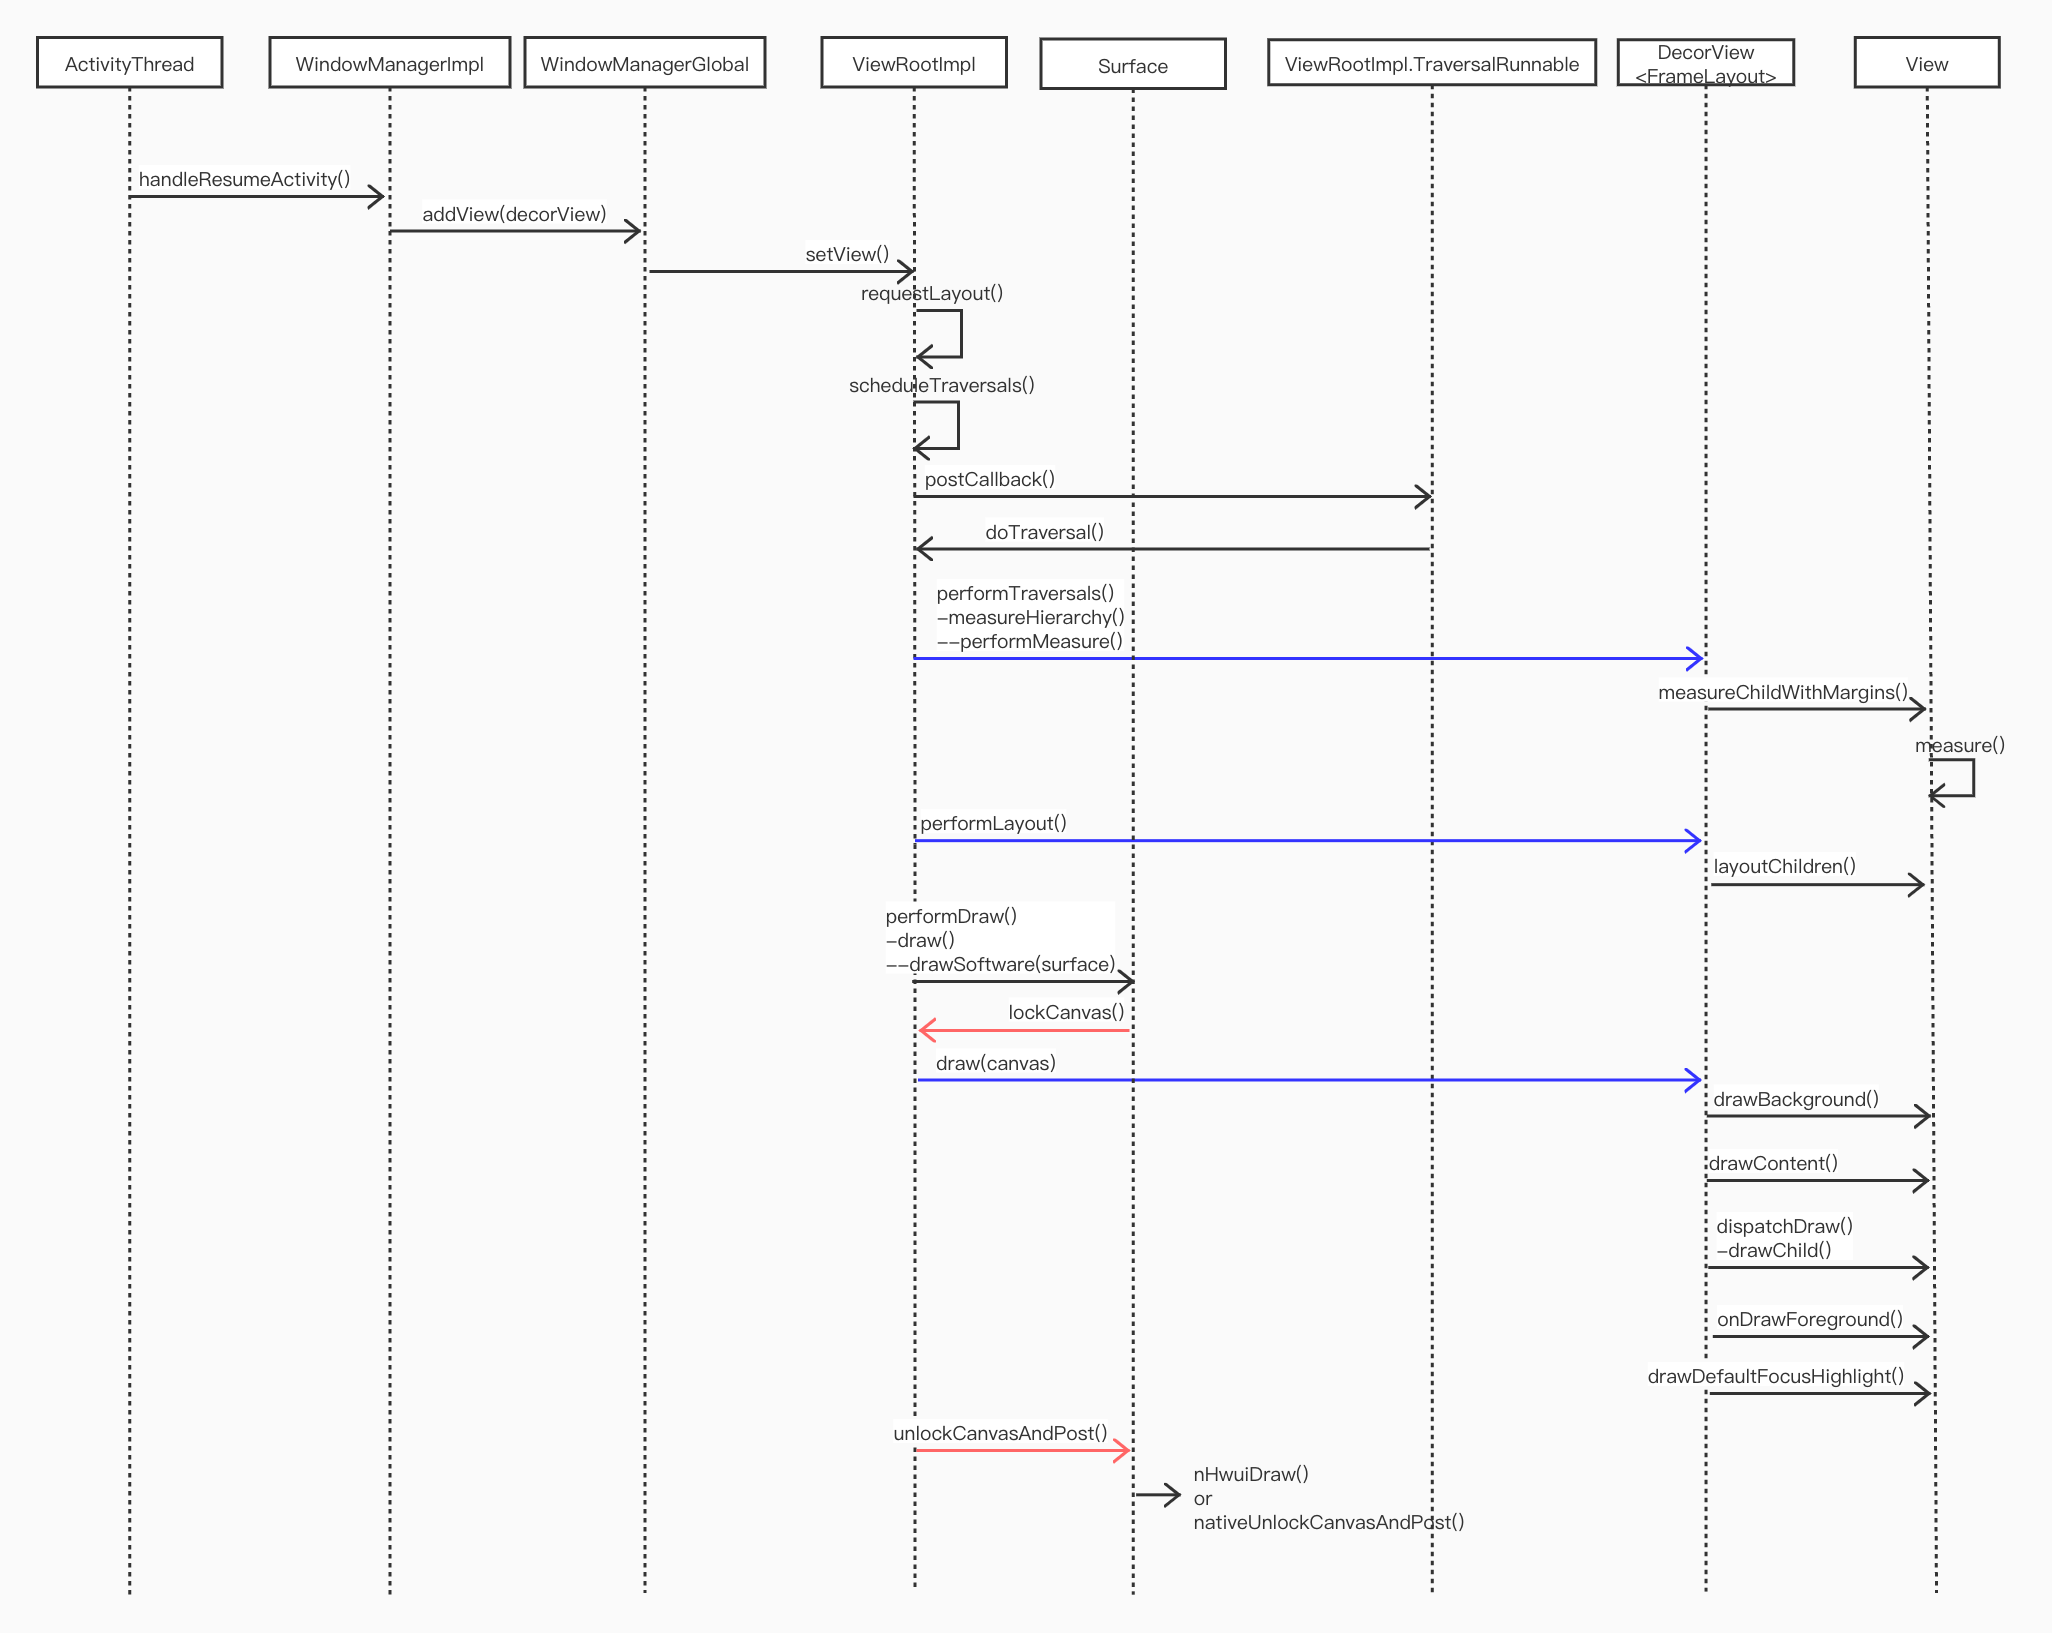 ActivityThread
WindowManagerImpl
WindowManagerGlobal
ViewRootImpl
Surface
ViewRootImpl.TraversalRunnable
DecorView
<FrameLayout>
View
handleResumeActivity()
addView(decorView)
setView()
requestLayout()
scheduleTraversals()
postCallback()
doTraversal()
performTraversals()
-measureHierarchy()
--performMeasure()
measureChildWithMargins()
measure()
performLayout()
layoutChildren()
performDraw()
-draw()
--drawSoftware(surface)
lockCanvas()
draw(canvas)
drawBackground()
drawContent()
dispatchDraw()
-drawChild()
onDrawForeground()
drawDefaultFocusHighlight()
unlockCanvasAndPost()
nHwuiDraw()
or
nativeUnlockCanvasAndPost()